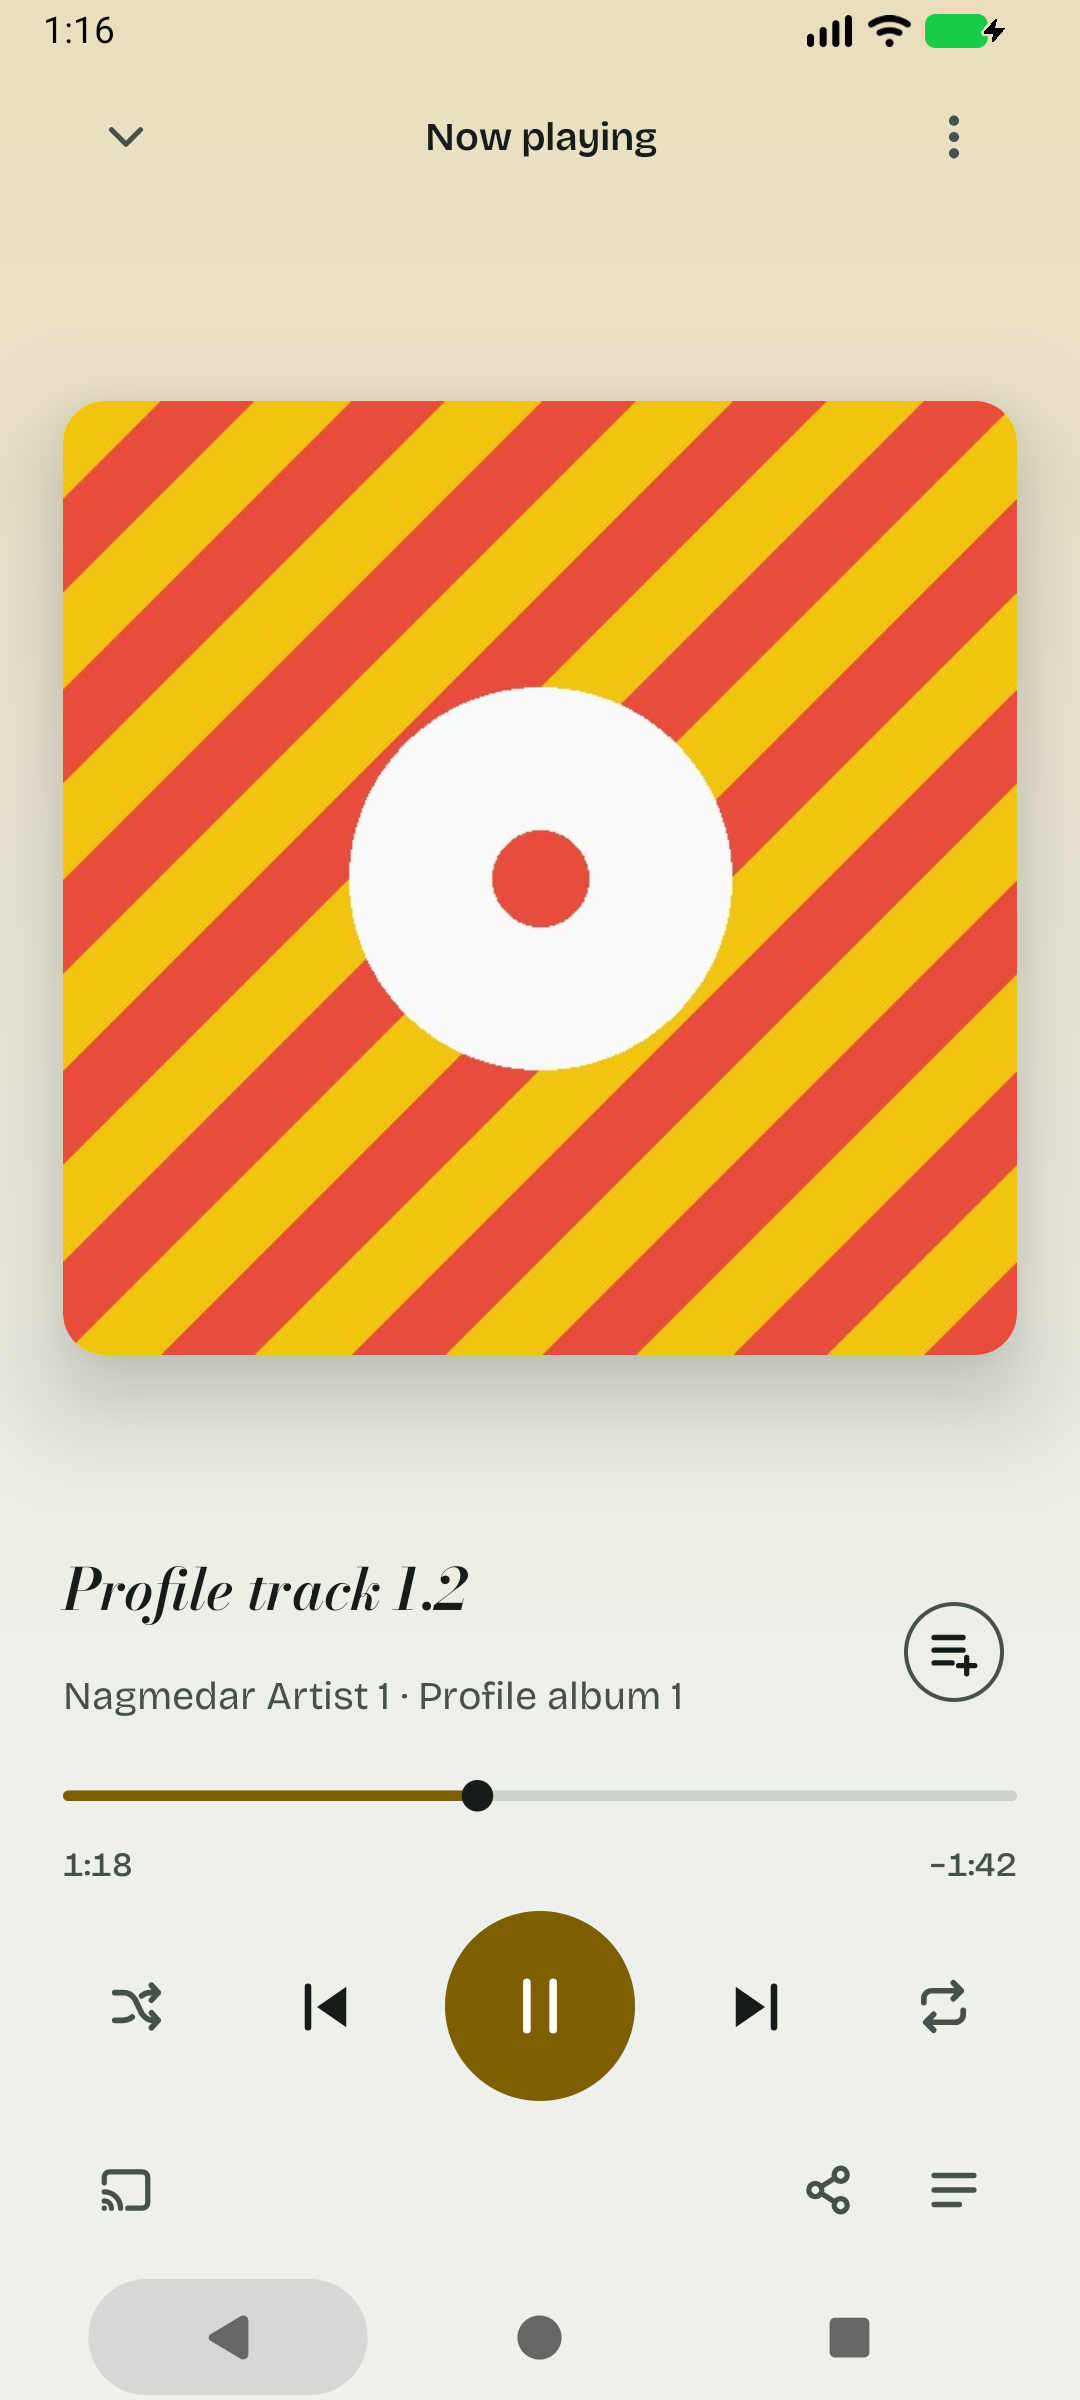 1:16
Now playing
Profile track 1.2
Nagmedar Artist 1 · Profile album 1
1:18
−1:42